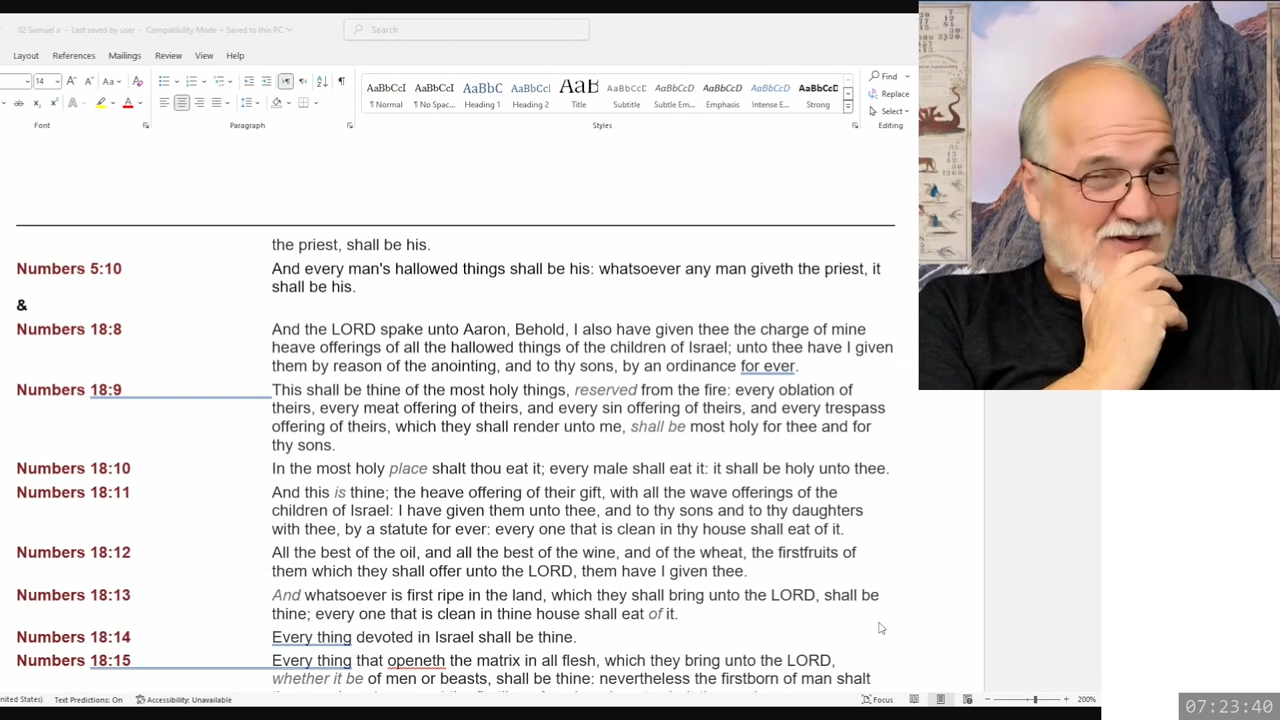 02 Samuel a - Last saved by user - Compatibility Mode - Saved to this PC
Search
Layout References Mailings Review View Help
14 Aa
Find
Replace
Select
AaBbCcI AaBbCcI AaBbC AaBbCcI AaB AaBbCcD AaBbCcD AaBbCcD AaBbCcD AaBbCcD
¶ Normal ¶ No Spac... Heading 1 Heading 2 Title Subtitle Subtle Em... Emphasis Intense E... Strong
Font Paragraph Styles Editing
the priest, shall be his.
Numbers 5:10 And every man's hallowed things shall be his: whatsoever any man giveth the priest, it
shall be his.
&
Numbers 18:8 And the LORD spake unto Aaron, Behold, I also have given thee the charge of mine
heave offerings of all the hallowed things of the children of Israel; unto thee have I given
them by reason of the anointing, and to thy sons, by an ordinance for ever.
Numbers 18:9 This shall be thine of the most holy things, reserved from the fire: every oblation of
theirs, every meat offering of theirs, and every sin offering of theirs, and every trespass
offering of theirs, which they shall render unto me, shall be most holy for thee and for
thy sons.
Numbers 18:10 In the most holy place shalt thou eat it; every male shall eat it: it shall be holy unto thee.
Numbers 18:11 And this is thine; the heave offering of their gift, with all the wave offerings of the
children of Israel: I have given them unto thee, and to thy sons and to thy daughters
with thee, by a statute for ever: every one that is clean in thy house shall eat of it.
Numbers 18:12 All the best of the oil, and all the best of the wine, and of the wheat, the firstfruits of
them which they shall offer unto the LORD, them have I given thee.
Numbers 18:13 And whatsoever is first ripe in the land, which they shall bring unto the LORD, shall be
thine; every one that is clean in thine house shall eat of it.
Numbers 18:14 Every thing devoted in Israel shall be thine.
Numbers 18:15 Every thing that openeth the matrix in all flesh, which they bring unto the LORD,
whether it be of men or beasts, shall be thine: nevertheless the firstborn of man shalt
nited States) Text Predictions: On Accessibility: Unavailable Focus 200%
07:23:40